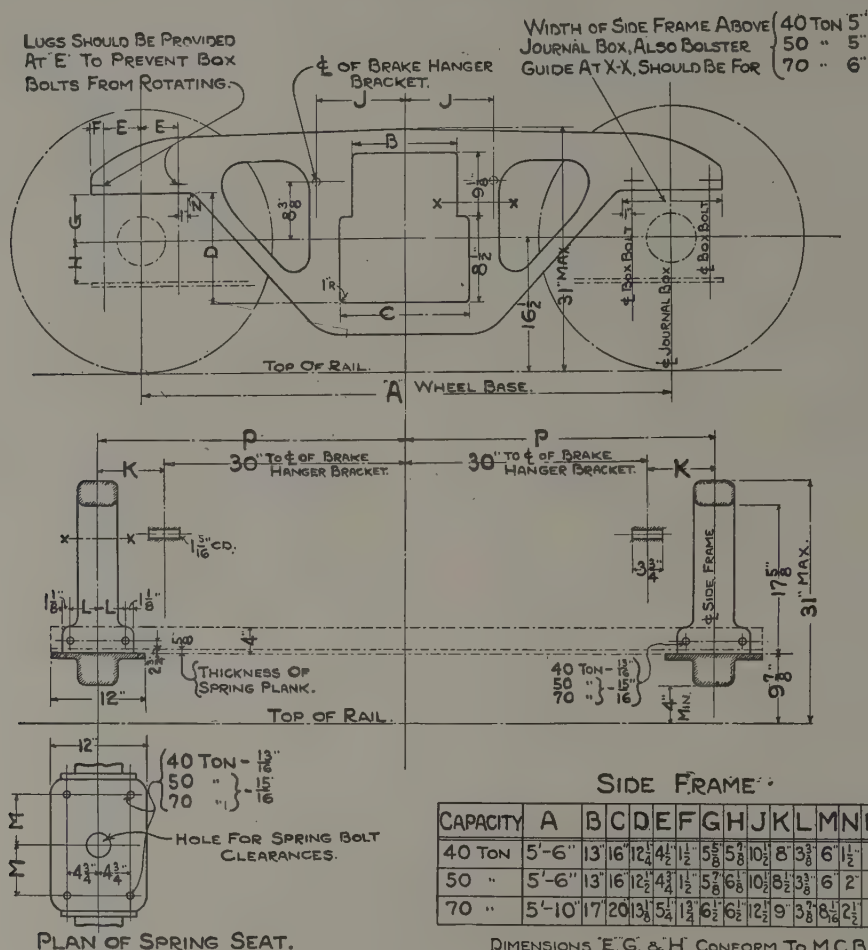 LUGS SHOULD BE PROVIDED
AT "E" TO PREVENT BOX
BOLTS FROM ROTATING.
℄ OF BRAKE HANGER
BRACKET.
WIDTH OF SIDE FRAME ABOVE { 40 TON 5"
JOURNAL BOX, ALSO BOLSTER { 50 " 5"
GUIDE AT X-X, SHOULD BE FOR { 70 " 6"
J J
F E E
B
9 1/8"
8 3/8"
X X
1/2"
G
D
H
8 1/2"
1"R
C
16 1/2
31" MAX.
℄ BOX BOLT
℄ JOURNAL BOX
℄ BOX BOLT
TOP OF RAIL.
"A" WHEEL BASE.
P P
K 30" TO ℄ OF BRAKE
HANGER BRACKET.
30" TO ℄ OF BRAKE
HANGER BRACKET. K
X X
1 5/16" CD.
3 3/4"
℄ SIDE FRAME
17 5/8"
31" MAX.
1 1/8" L L 1 1/8"
5/8
4"
THICKNESS OF
SPRING PLANK.
12"
TOP OF RAIL.
40 TON -
50 " } - 15/16"
70 "
4" MIN.
9 7/8"
12"
40 TON -
50 " } - 15/16"
70 "
HOLE FOR SPRING BOLT
CLEARANCES.
M
M
4 3/4" 4 3/4"
PLAN OF SPRING SEAT.
SIDE FRAME.
CAPACITY A B C D E F G H J K L M N
40 TON 5'-6" 13" 16" 12 1/4" 4 1/2" 1 1/2" 5 5/8" 5 7/8" 10 1/2" 8" 3 3/8" 6" 1 1/2"
50 " 5'-6" 13" 16" 12 1/2" 4 3/4" 1 1/2" 5 7/8" 6 1/8" 10 1/2" 8 1/2" 3 3/8" 6" 2"
70 " 5'-10" 17" 20" 13 1/8" 5 1/4" 1 3/4" 6 1/2" 6 1/2" 12 1/2" 9" 3 7/8" 8 1/16" 2 1/2"
DIMENSIONS "E" "G" & "H" CONFORM TO M.C.B.